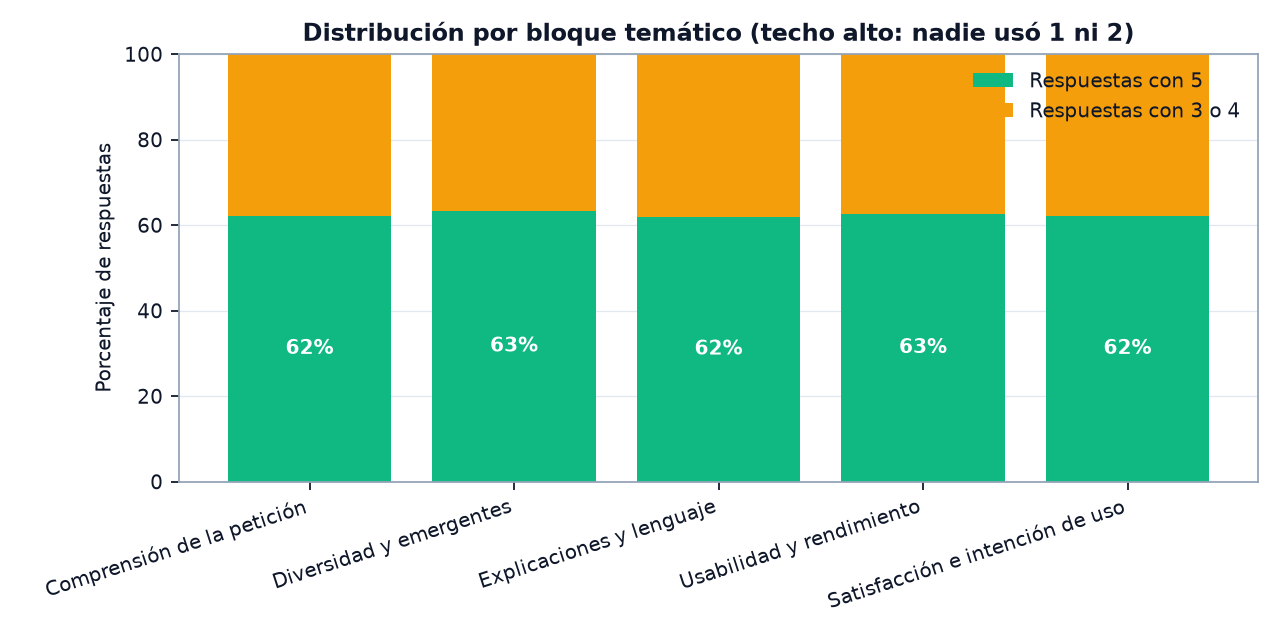 Distribución por bloque temático (techo alto: nadie usó 1 ni 2)
Porcentaje de respuestas
100
80
60
40
20
0
Respuestas con 5
Respuestas con 3 o 4
62%
63%
62%
63%
62%
Comprensión de la petición
Diversidad y emergentes
Explicaciones y lenguaje
Usabilidad y rendimiento
Satisfacción e intención de uso